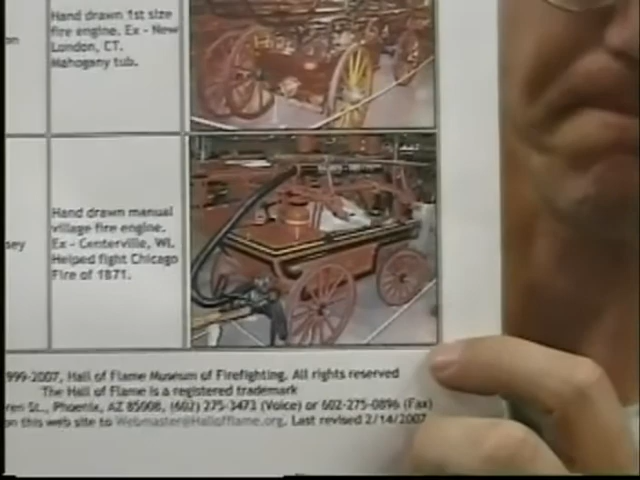 Hand drawn 1st size
fire engine. Ex - New
London, CT.
Mahogany tub.
Hand drawn manual
village fire engine.
Ex - Centerville, WI.
Helped fight Chicago
Fire of 1871.
sey
999-2007, Hall of Flame Museum of Firefighting. All rights reserved
The Hall of Flame is a registered trademark
ren St., Phoenix, AZ 85008, (602) 275-3473 (Voice) or 602-275-0896 (Fax)
on this web site to Webmaster@Hallofflame.org. Last revised 2/14/2007